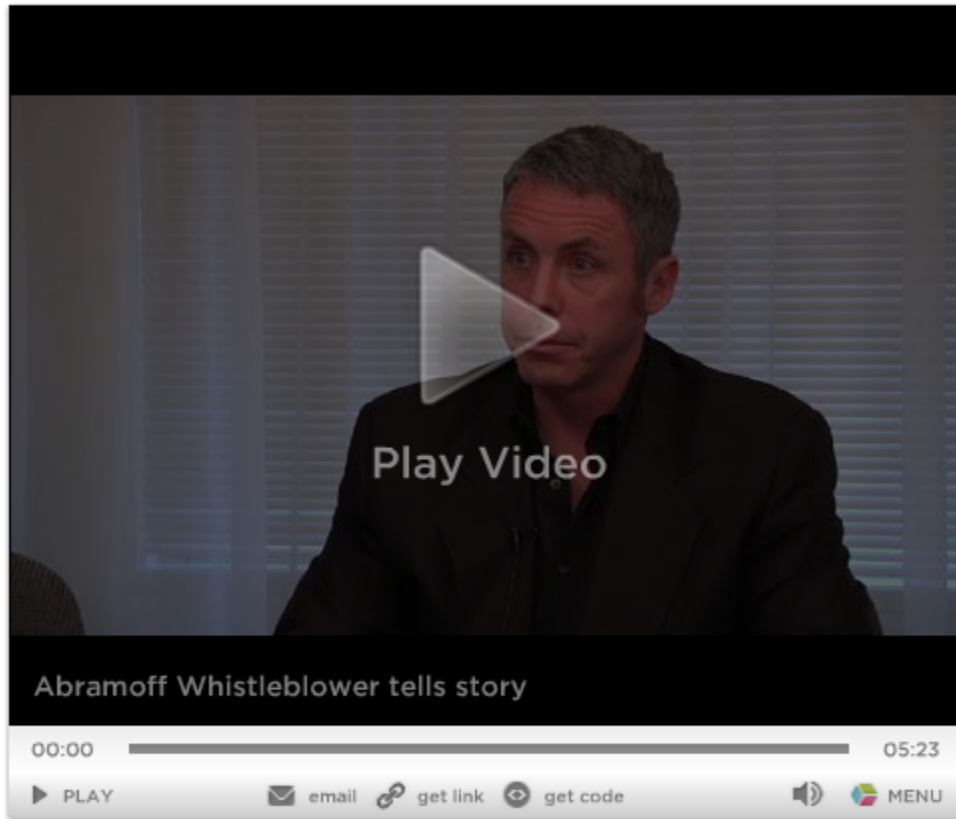 Play Video
Abramoff Whistleblower tells story
00:00 05:23
PLAY email get link get code MENU